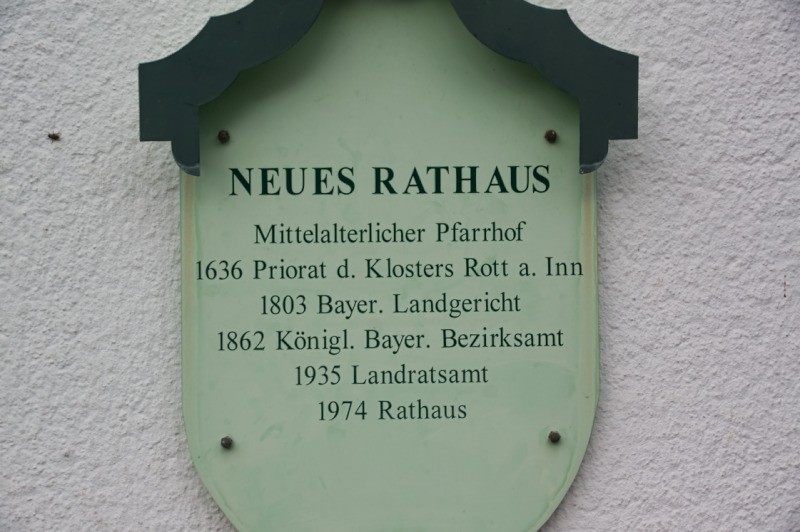 NEUES RATHAUS
Mittelalterlicher Pfarrhof
1636 Priorat d. Klosters Rott a. Inn
1803 Bayer. Landgericht
1862 Königl. Bayer. Bezirksamt
1935 Landratsamt
1974 Rathaus